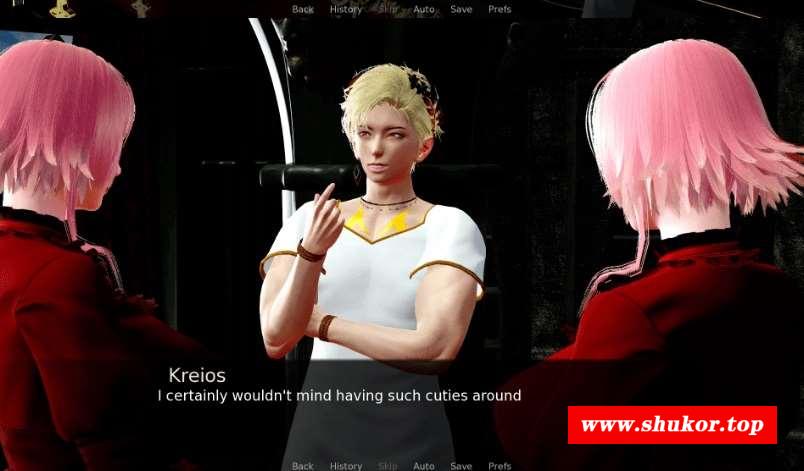 Back History Skip Auto Save Prefs
Kreios
I certainly wouldn't mind having such cuties around
www.shukor.top
Back History Skip Auto Save Prefs